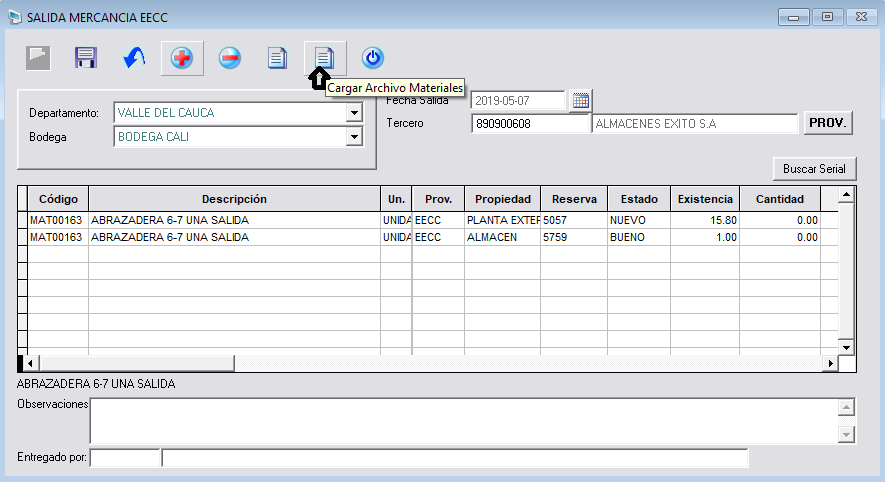 SALIDA MERCANCIA EECC
Cargar Archivo Materiales
Departamento: VALLE DEL CAUCA
Bodega BODEGA CALI
Fecha Salida 2019-05-07
Tercero 890900608 ALMACENES EXITO S.A PROV.
Buscar Serial
Código Descripción Un. Prov. Propiedad Reserva Estado Existencia Cantidad
MAT00163 ABRAZADERA 6-7 UNA SALIDA UNIDA EECC PLANTA EXTER 5057 NUEVO 15.80 0.00
MAT00163 ABRAZADERA 6-7 UNA SALIDA UNIDA EECC ALMACEN 5759 BUENO 1.00 0.00
ABRAZADERA 6-7 UNA SALIDA
Observaciones
Entregado por: